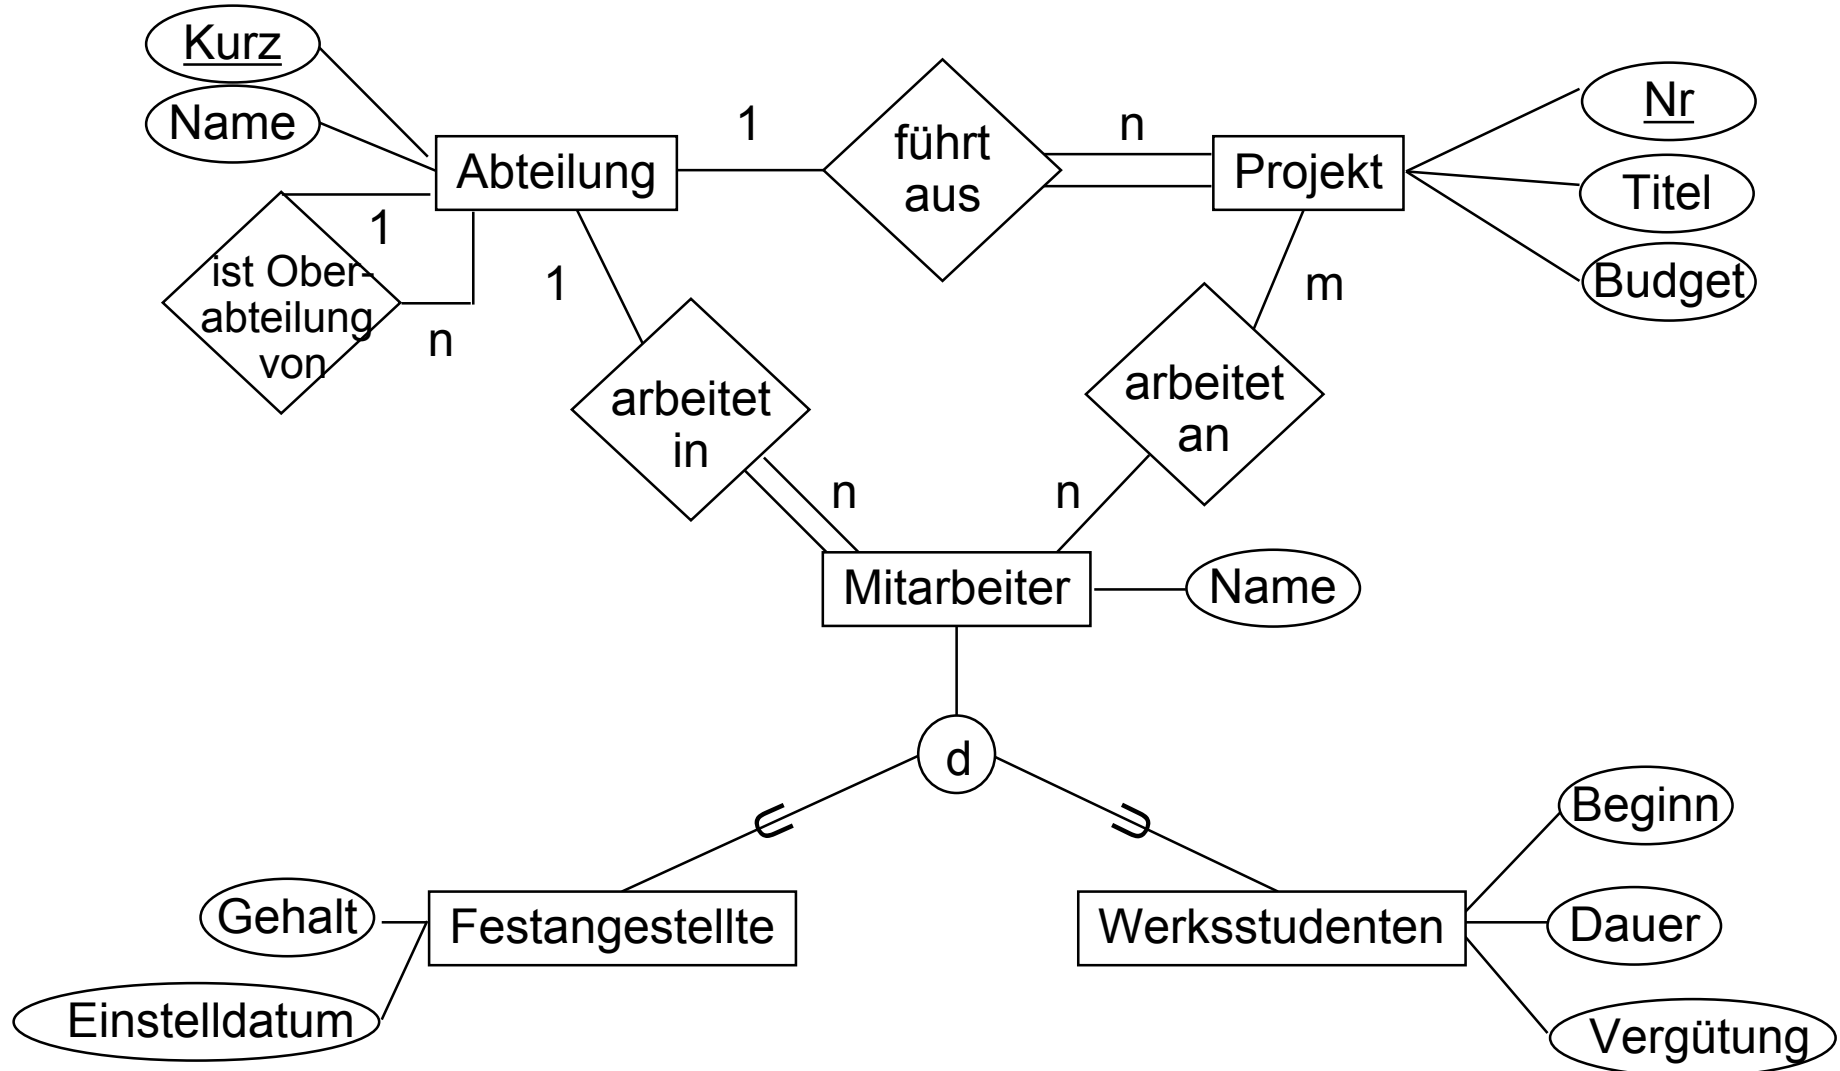 Kurz
Name
Abteilung
1
führt
aus
n
Projekt
Nr
Titel
Budget
1
ist Ober-
abteilung
von
n
1
arbeitet
in
n
m
arbeitet
an
n
Mitarbeiter
Name
d
Gehalt
Festangestellte
Einstelldatum
Werksstudenten
Beginn
Dauer
Vergütung